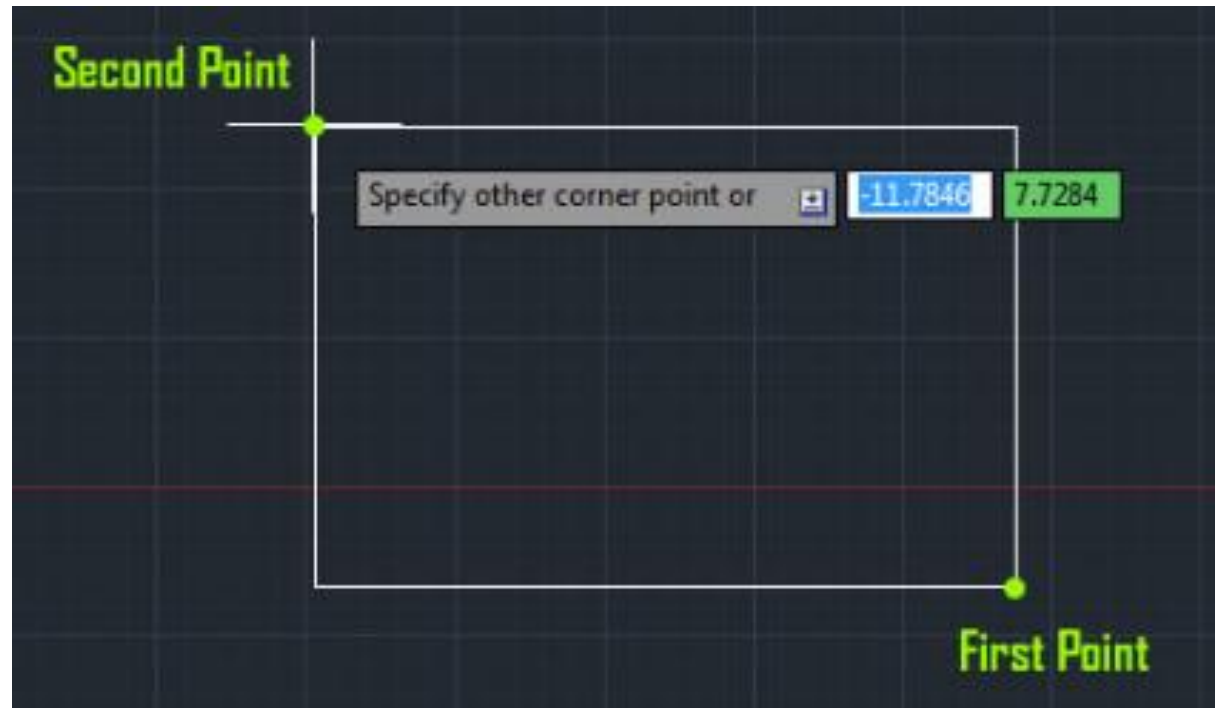 Second Point
Specify other corner point or -11.7846 7.7284
First Point